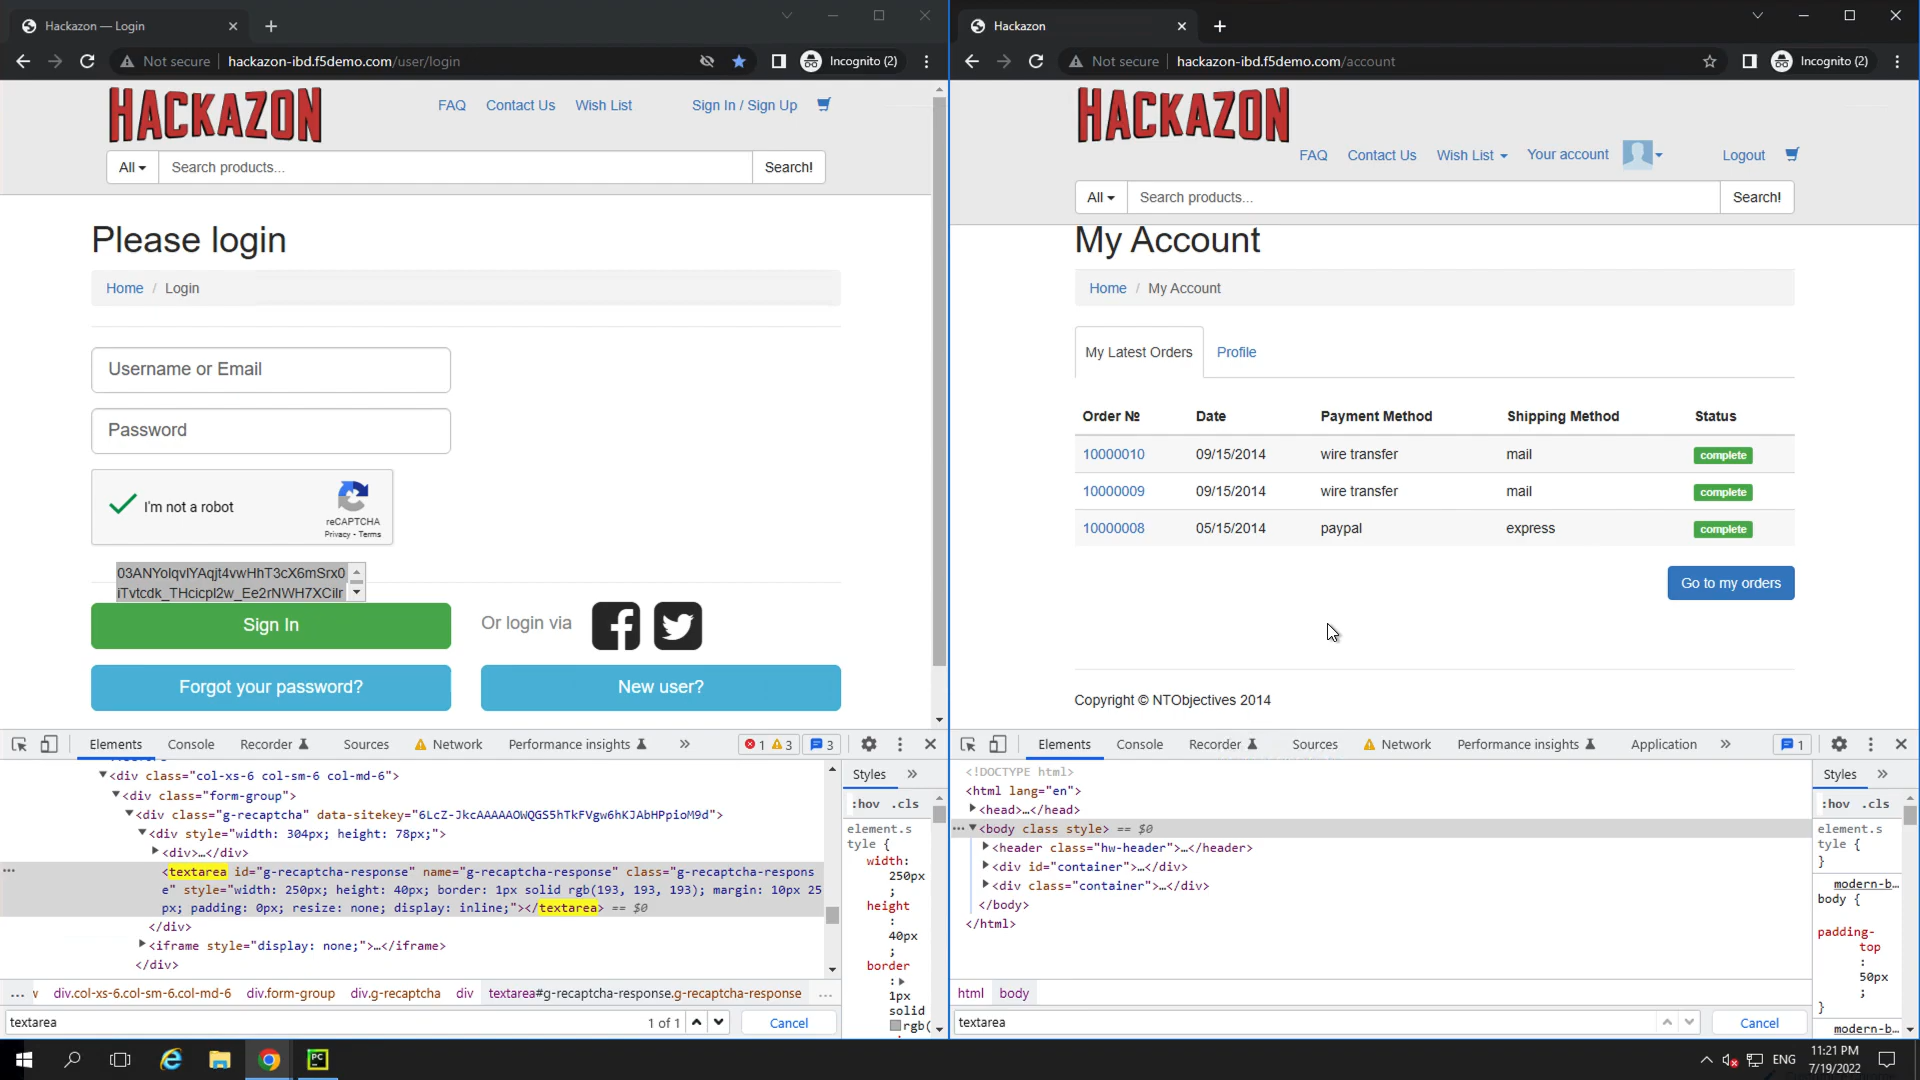 Hackazon — Login
Not secure
hackazon-ibd.f5demo.com/user/login
Incognito (2)
HACKAZON
FAQ
Contact Us
Wish List
Sign In / Sign Up
All
Search products...
Search!
Please login
Home / Login
Username or Email
Password
I'm not a robot
reCAPTCHA
Privacy - Terms
iTvtcdk_THcicpl2w_Ee2rNWH7XCilr
Sign In
Or login via
Forgot your password?
New user?
Elements
Console
Recorder
Sources
Network
Performance insights
»
1
3
3
<div class="col-xs-6 col-sm-6 col-md-6">
<div class="form-group">
<div class="g-recaptcha" data-sitekey="6LcZ-JkcAAAAAOWQGS5hTkFVgw6hKJAbHPpioM9d">
<div style="width: 304px; height: 78px;">
<div>…</div>
<textarea id="g-recaptcha-response" name="g-recaptcha-response" class="g-recaptcha-respons
e" style="width: 250px; height: 40px; border: 1px solid rgb(193, 193, 193); margin: 10px 25
px; padding: 0px; resize: none; display: inline;"></textarea> == $0
</div>
<iframe style="display: none;">…</iframe>
</div>
... v div.col-xs-6.col-sm-6.col-md-6 div.form-group div.g-recaptcha div textarea#g-recaptcha-response.g-recaptcha-response ...
textarea
1 of 1
Cancel
Styles »
:hov .cls
element.s
tyle {
width:
250px
;
height
:
40px
;
border
:
1px
solid
rgb(
Hackazon
Not secure
hackazon-ibd.f5demo.com/account
Incognito (2)
HACKAZON
FAQ
Contact Us
Wish List
Your account
Logout
All
Search products...
Search!
My Account
Home / My Account
My Latest Orders
Profile
Order № Date Payment Method Shipping Method Status
10000010 09/15/2014 wire transfer mail complete
10000009 09/15/2014 wire transfer mail complete
10000008 05/15/2014 paypal express complete
Go to my orders
Copyright © NTObjectives 2014
Elements
Console
Recorder
Sources
Network
Performance insights
Application
»
1
<!DOCTYPE html>
<html lang="en">
<head>…</head>
<body class style> == $0
<header class="hw-header">…</header>
<div id="container">…</div>
<div class="container">…</div>
</body>
</html>
html body
textarea
Cancel
Styles »
:hov .cls
element.s
tyle {
}
modern-b…
body {
padding-
top
:
50px
;
}
modern-b…
PC
ENG
11:21 PM
7/19/2022